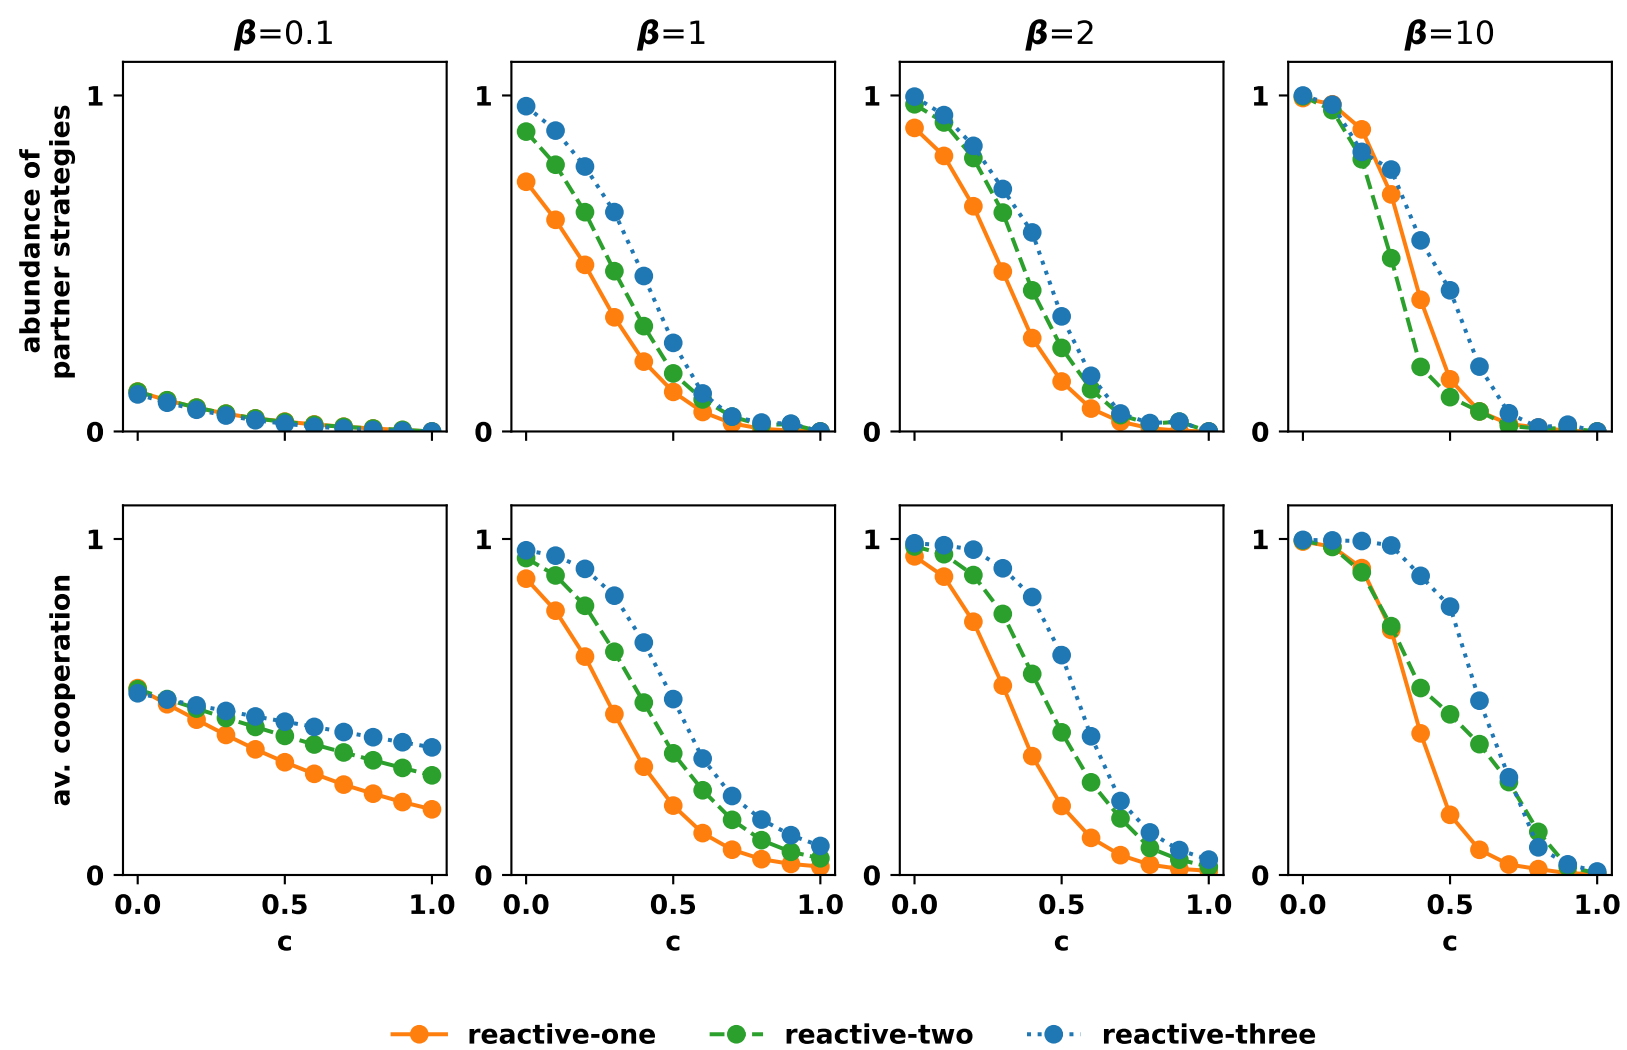 β=0.1 β=1 β=2 β=10
abundance of
partner strategies
1 1 1 1
0 0 0 0
av. cooperation
1 1 1 1
0 0 0 0
0.0 0.5 1.0 0.0 0.5 1.0 0.0 0.5 1.0 0.0 0.5 1.0
c c c c
reactive-one reactive-two reactive-three